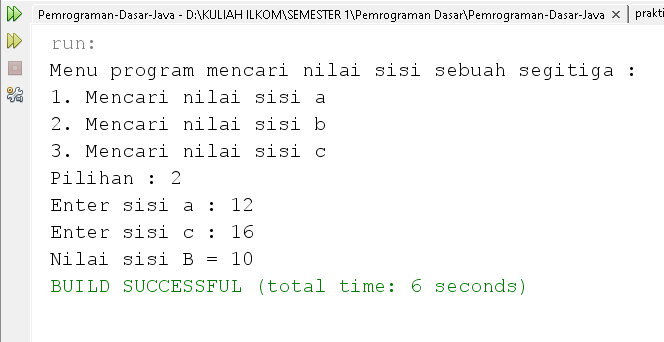 Pemrograman-Dasar-Java - D:\KULIAH ILKOM\SEMESTER 1\Pemrograman Dasar\Pemrograman-Dasar-Java × prakti
run:
Menu program mencari nilai sisi sebuah segitiga :
1. Mencari nilai sisi a
2. Mencari nilai sisi b
3. Mencari nilai sisi c
Pilihan : 2
Enter sisi a : 12
Enter sisi c : 16
Nilai sisi B = 10
BUILD SUCCESSFUL (total time: 6 seconds)